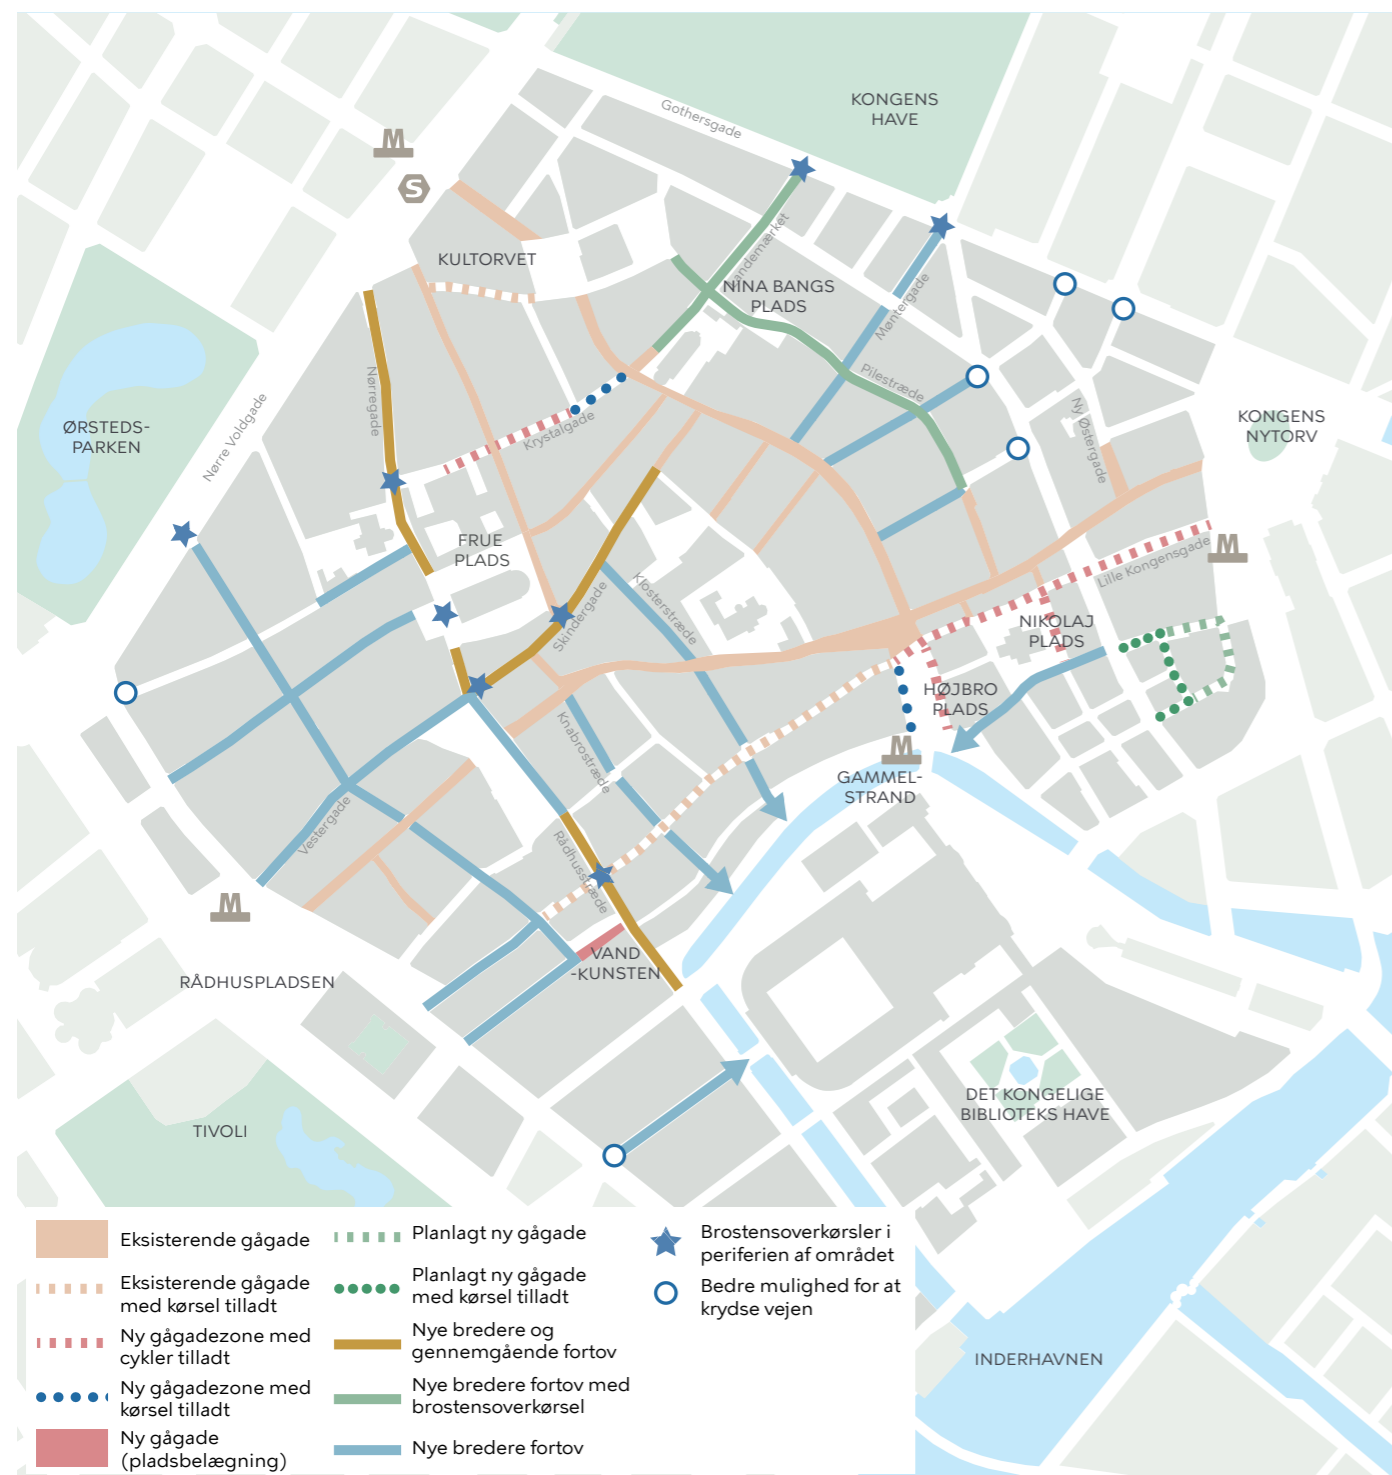 KONGENS
HAVE
Gothersgade
M
S
KULTORVET
Landemærket
NINA BANGS
PLADS
Møntergade
Pilestræde
Nørregade
Ny Østergade
KONGENS
NYTORV
ØRSTEDS-
PARKEN
Nørre Voldgade
Krystalgade
FRUE
PLADS
M
Lille Kongensgade
Klosterstræde
Skindergade
NIKOLAJ
PLADS
HØJBRO
PLADS
Knabrostræde
M
GAMMEL-
STRAND
Vestergade
Rådhusstræde
M
VAND
-KUNSTEN
RÅDHUSPLADSEN
DET KONGELIGE
BIBLIOTEKS HAVE
TIVOLI
INDERHAVNEN
Eksisterende gågade
Eksisterende gågade
med kørsel tilladt
Ny gågadezone med
cykler tilladt
Ny gågadezone med
kørsel tilladt
Ny gågade
(pladsbelægning)
Planlagt ny gågade
Planlagt ny gågade
med kørsel tilladt
Nye bredere og
gennemgående fortov
Nye bredere fortov med
brostensoverkørsel
Nye bredere fortov
Brostensoverkørsler i
periferien af området
Bedre mulighed for at
krydse vejen